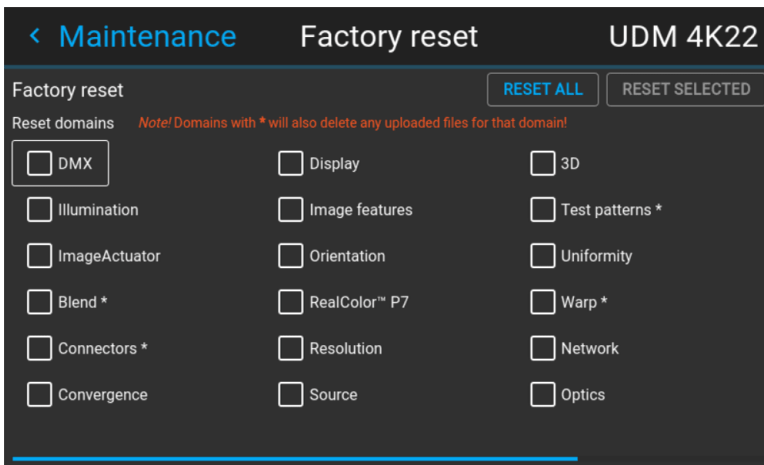 < Maintenance Factory reset UDM 4K22
Factory reset RESET ALL RESET SELECTED
Reset domains Note! Domains with * will also delete any uploaded files for that domain!
DMX Display 3D
Illumination Image features Test patterns *
ImageActuator Orientation Uniformity
Blend * RealColor™ P7 Warp *
Connectors * Resolution Network
Convergence Source Optics